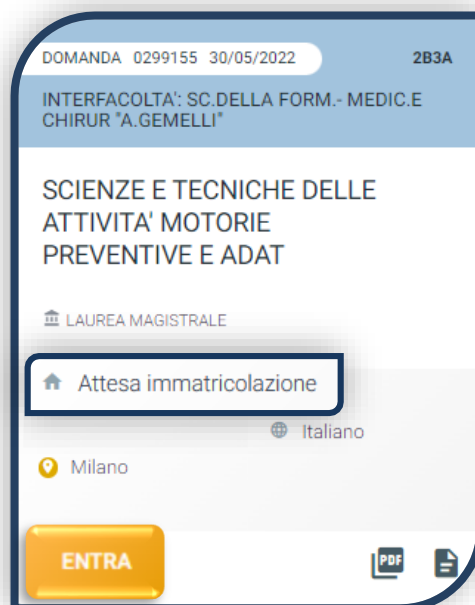 DOMANDA 0299155 30/05/2022 2B3A
INTERFACOLTA': SC.DELLA FORM.- MEDIC.E
CHIRUR "A.GEMELLI"
SCIENZE E TECNICHE DELLE
ATTIVITA' MOTORIE
PREVENTIVE E ADAT
LAUREA MAGISTRALE
Attesa immatricolazione
Italiano
Milano
ENTRA
PDF